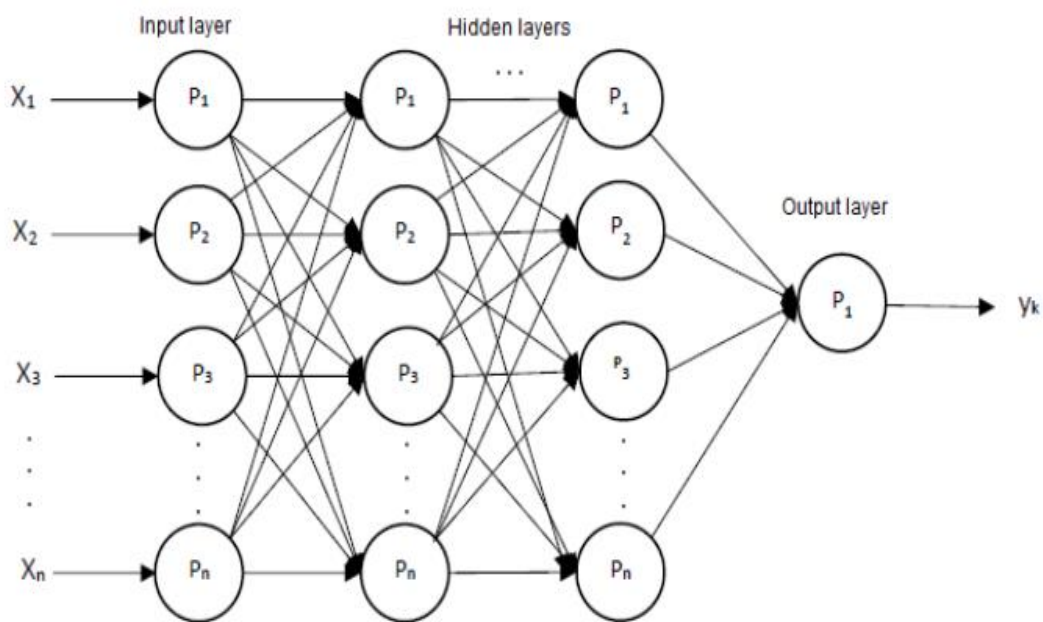 Input layer
Hidden layers
. . .
X₁
P₁
P₁
P₁
X₂
P₂
P₂
P₂
Output layer
P₁
yₖ
X₃
P₃
P₃
P₃
. . .
. . .
. . .
. . .
Xₙ
Pₙ
Pₙ
Pₙ